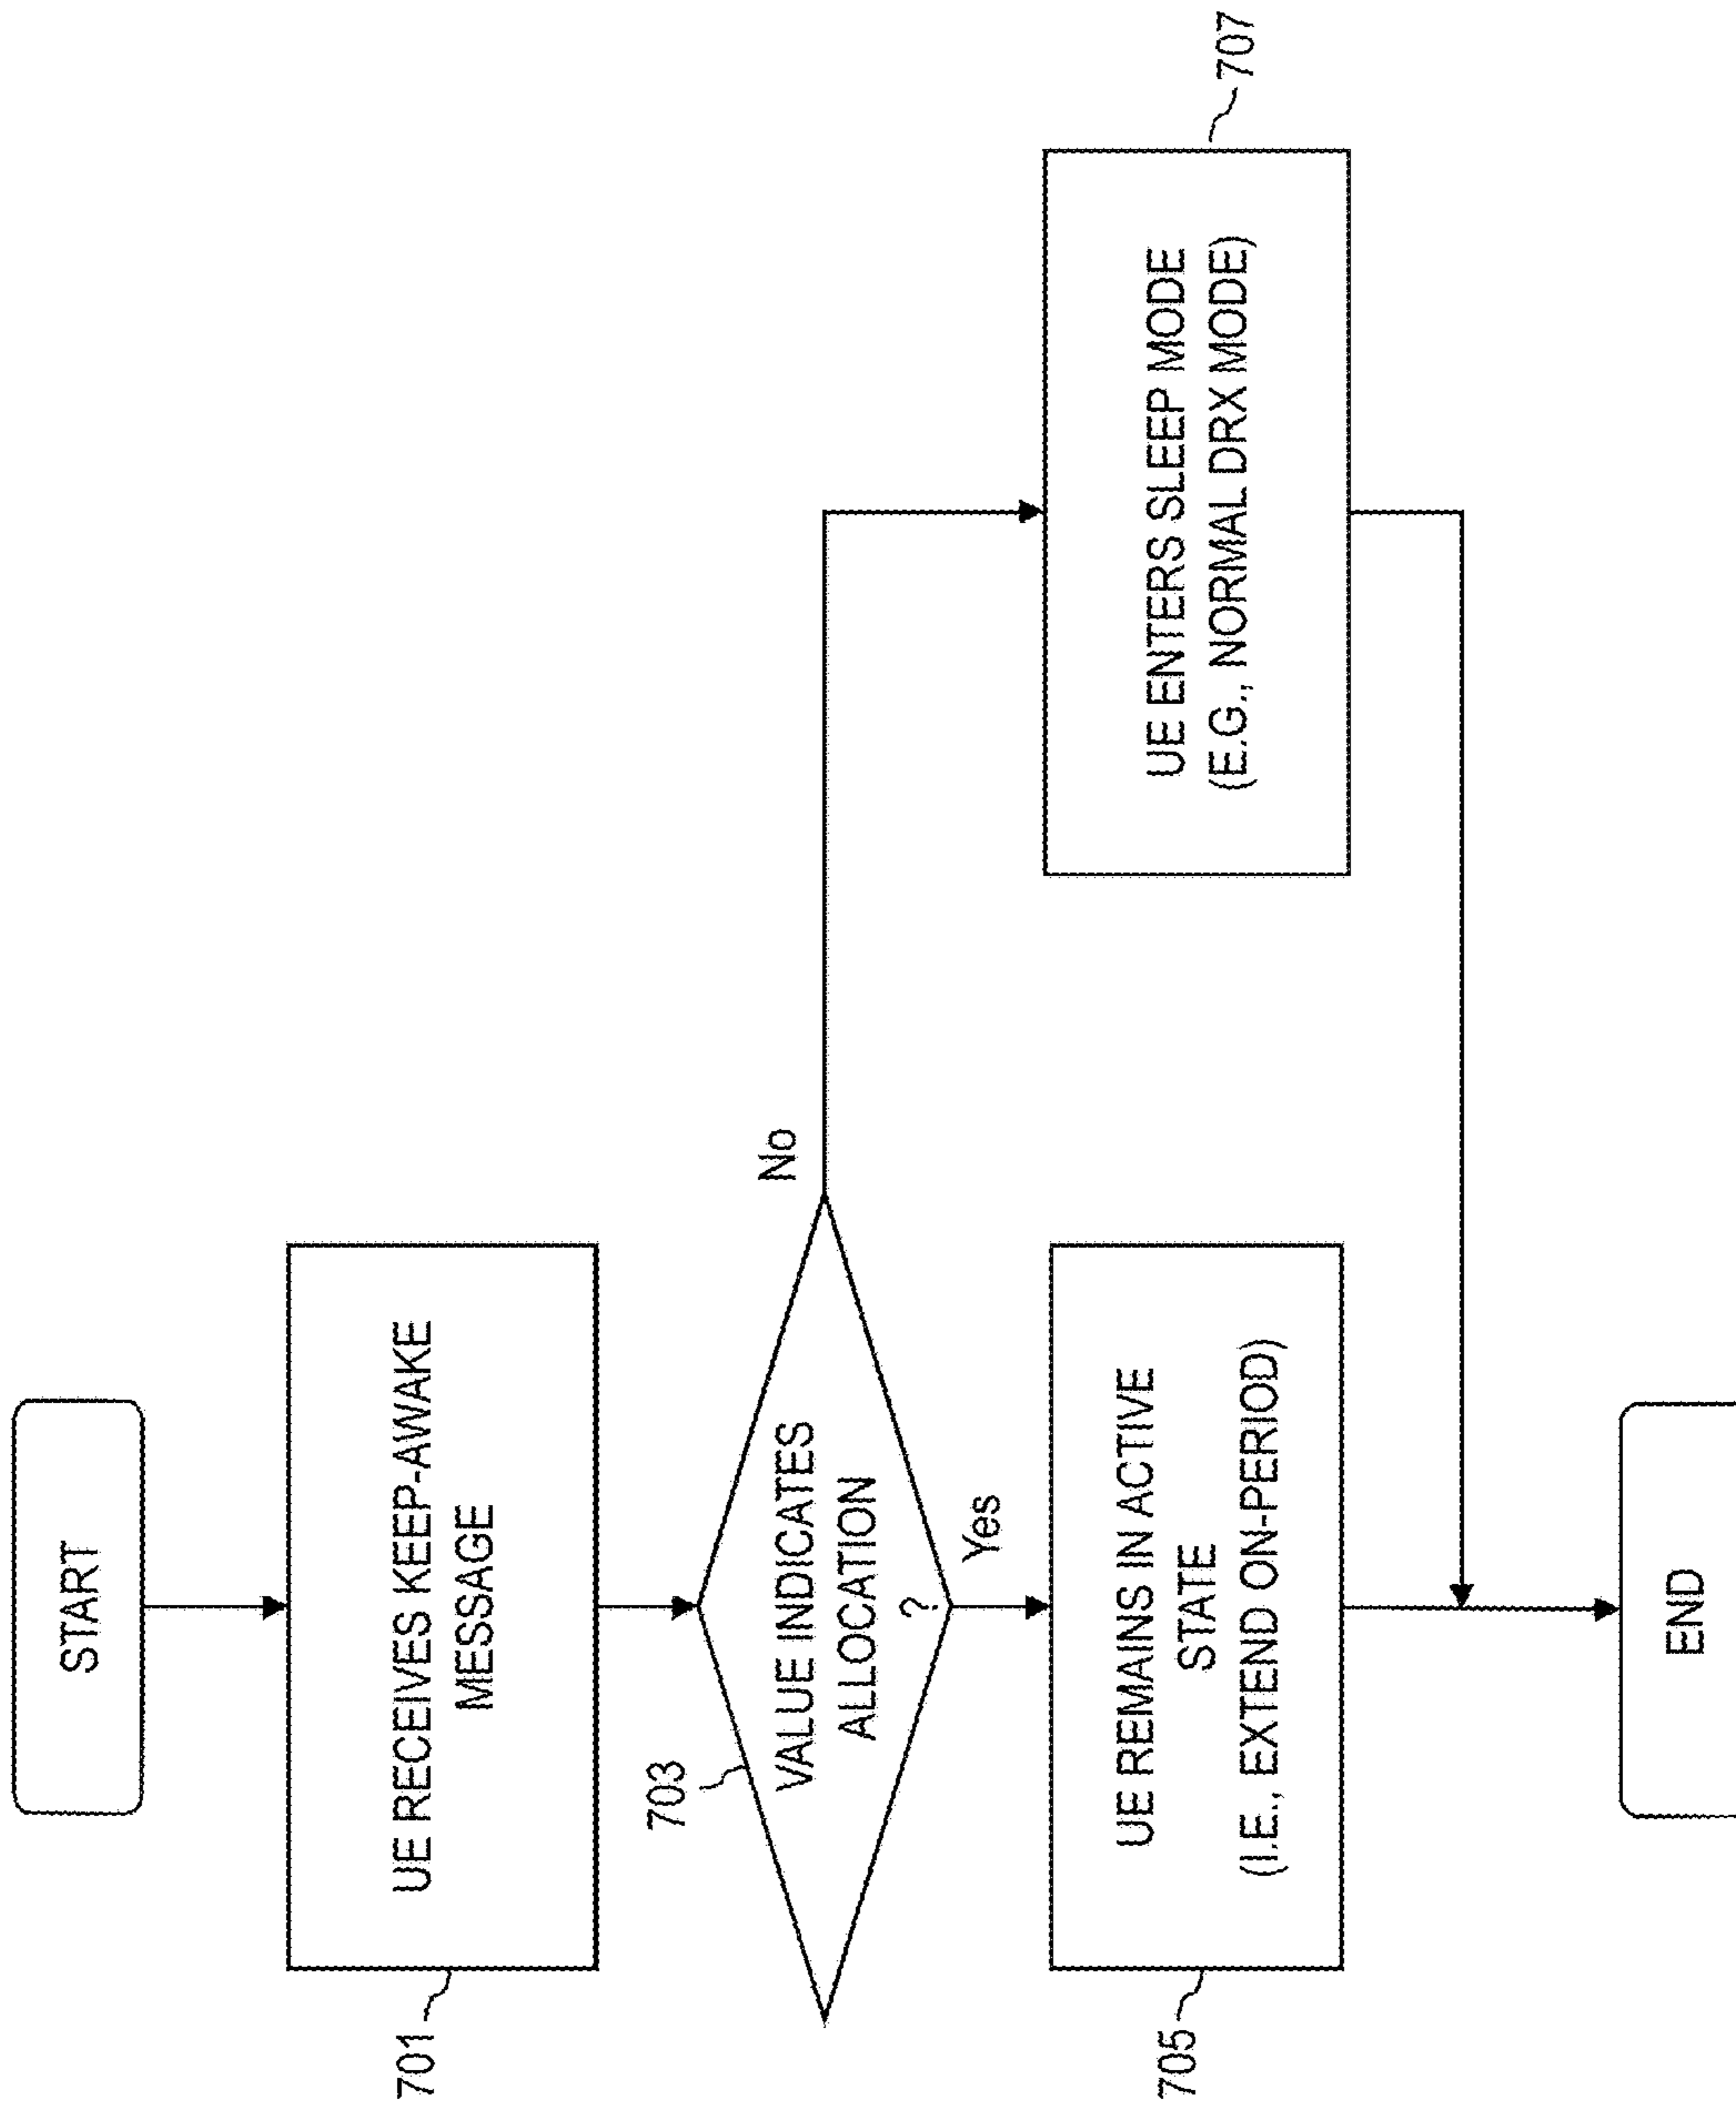 START
701
UE RECEIVES KEEP-AWAKE
MESSAGE
703
VALUE INDICATES
ALLOCATION
?
No
Yes
705
UE REMAINS IN ACTIVE
STATE
(I.E., EXTEND ON-PERIOD)
UE ENTERS SLEEP MODE
(E.G., NORMAL DRX MODE)
707
END